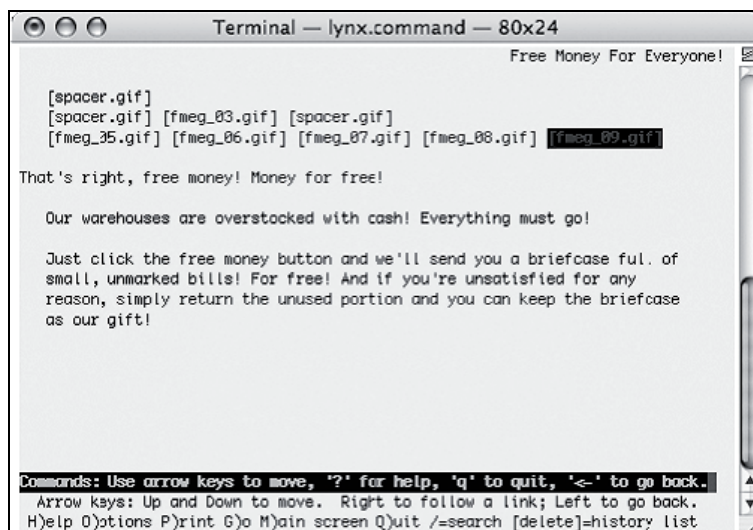 Terminal — lynx.command — 80x24
Free Money For Everyone!
[spacer.gif]
[spacer.gif] [fmeg_03.gif] [spacer.gif]
[fmeg_05.gif] [fmeg_06.gif] [fmeg_07.gif] [fmeg_08.gif] [fmeg_09.gif]
That's right, free money! Money for free!
Our warehouses are overstocked with cash! Everything must go!
Just click the free money button and we'll send you a briefcase full of
small, unmarked bills! For free! And if you're unsatisfied for any
reason, simply return the unused portion and you can keep the briefcase
as our gift!
Commands: Use arrow keys to move, '?' for help, 'q' to quit, '<-' to go back.
Arrow keys: Up and Down to move. Right to follow a link; Left to go back.
H)elp O)ptions P)rint G)o M)ain screen Q)uit /=search [delete]=history list